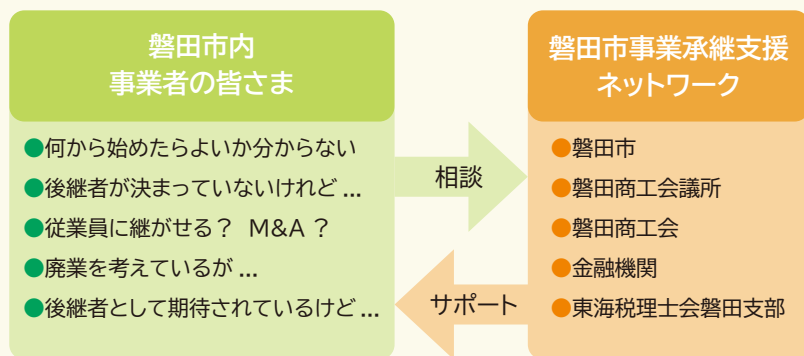 磐田市内
事業者の皆さま
●何から始めたらよいか分からない
●後継者が決まっていないけれど...
●従業員に継がせる？ M&A？
●廃業を考えているが...
●後継者として期待されているけど...
相談
サポート
磐田市事業承継支援
ネットワーク
●磐田市
●磐田商工会議所
●磐田商工会
●金融機関
●東海税理士会磐田支部